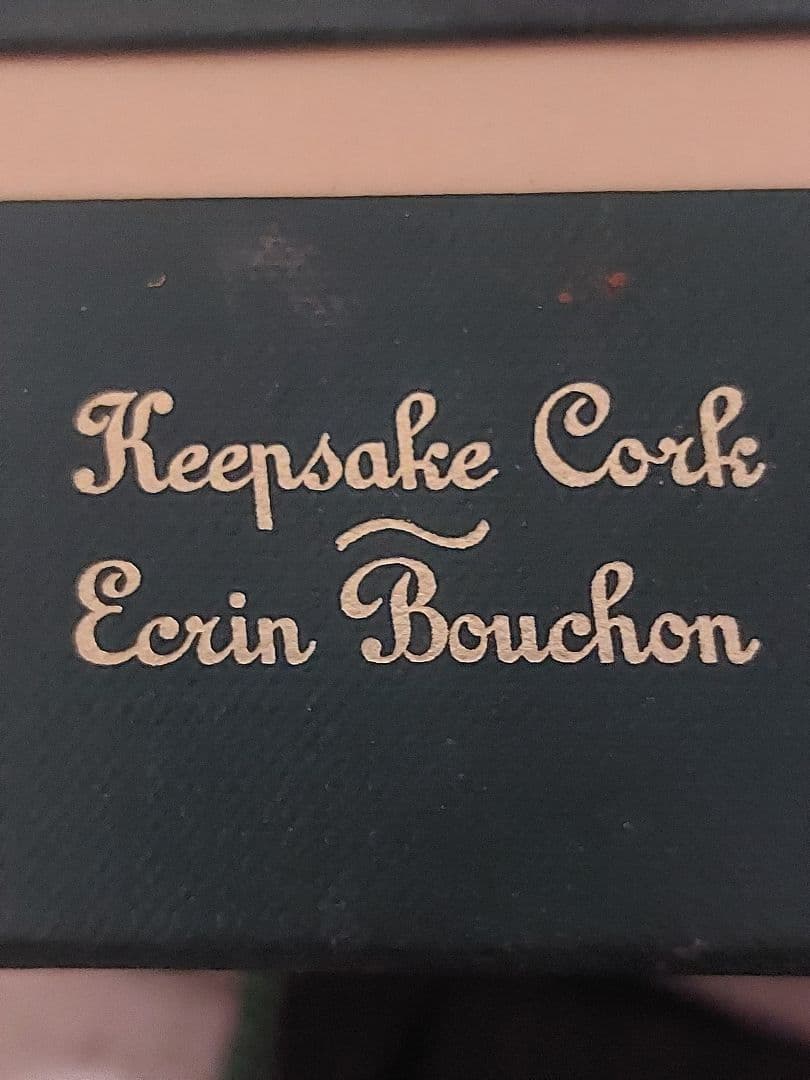 Keepsake Cork
~
Ecrin Bouchon